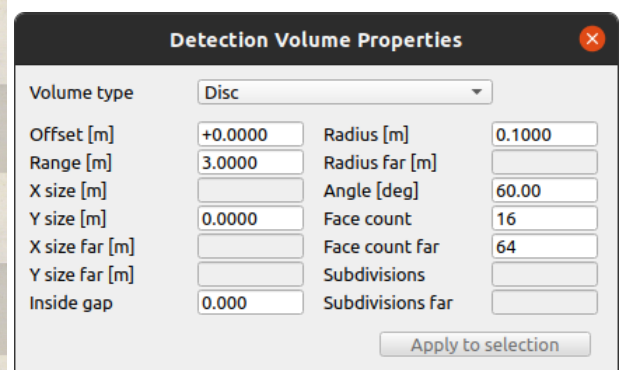 Detection Volume Properties
Volume type Disc
Offset [m] +0.0000 Radius [m] 0.1000
Range [m] 3.0000 Radius far [m]
X size [m] Angle [deg] 60.00
Y size [m] 0.0000 Face count 16
X size far [m] Face count far 64
Y size far [m] Subdivisions
Inside gap 0.000 Subdivisions far
Apply to selection